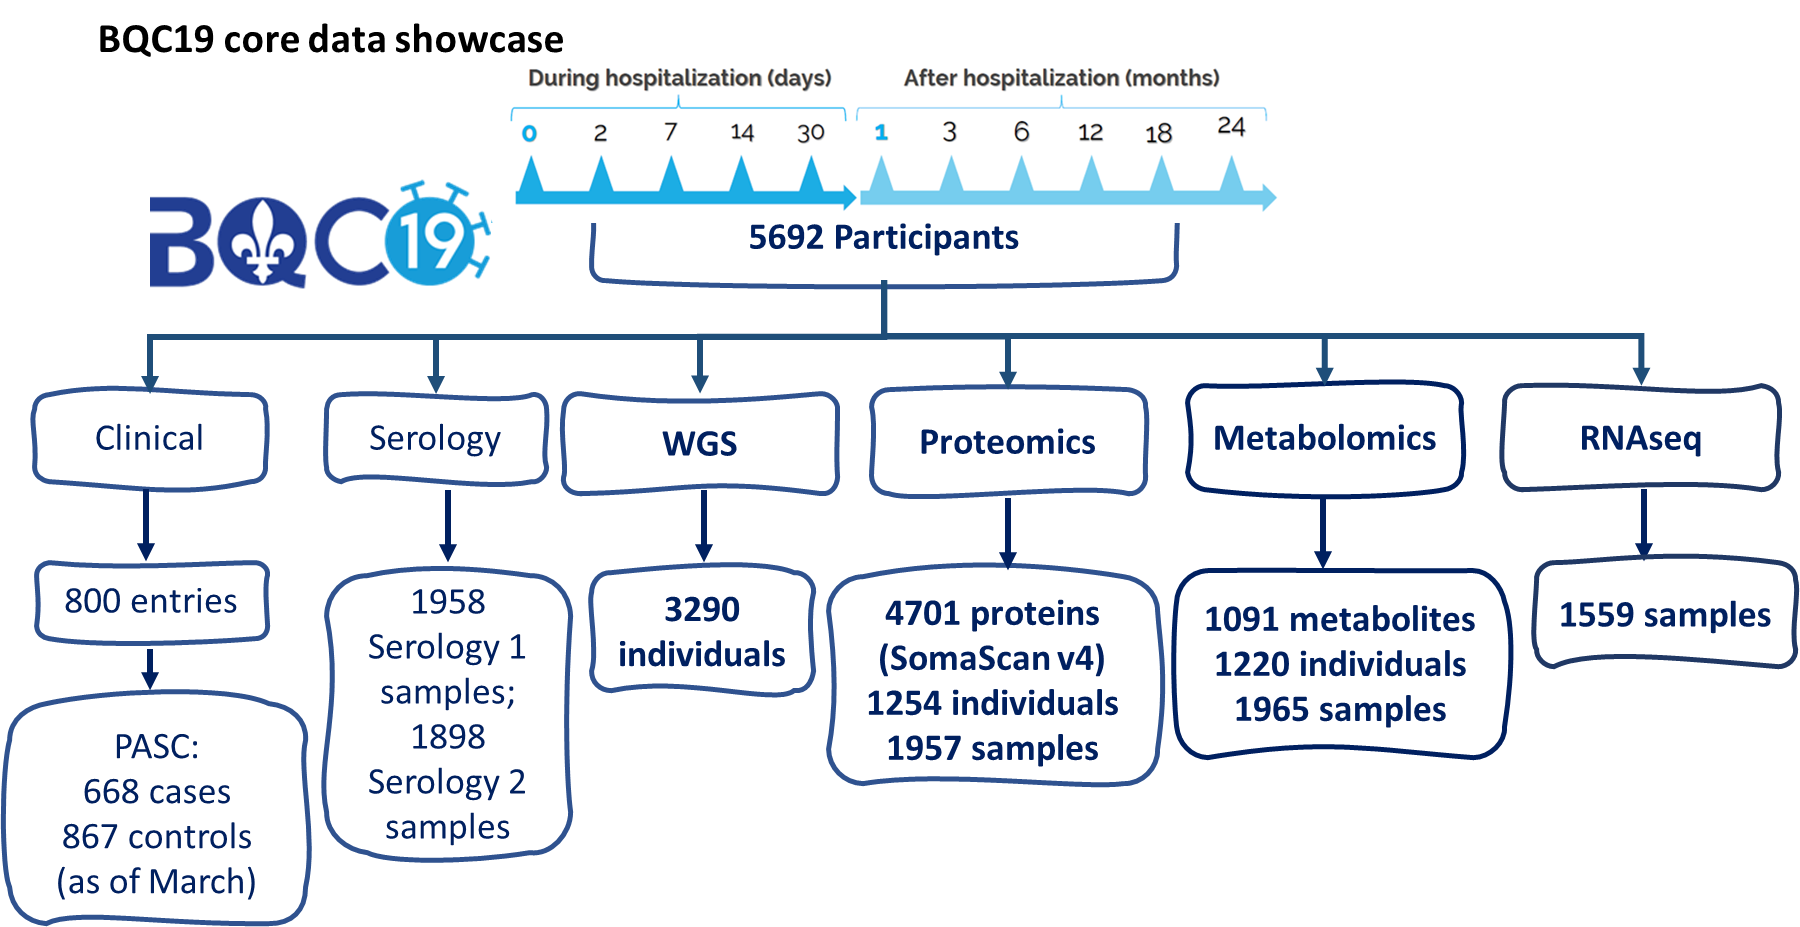 BQC19 core data showcase
During hospitalization (days)
After hospitalization (months)
0 2 7 14 30 1 3 6 12 18 24
BQC19
5692 Participants
Clinical
Serology
WGS
Proteomics
Metabolomics
RNAseq
800 entries
PASC:
668 cases
867 controls
(as of March)
1958
Serology 1
samples;
1898
Serology 2
samples
3290
individuals
4701 proteins
(SomaScan v4)
1254 individuals
1957 samples
1091 metabolites
1220 individuals
1965 samples
1559 samples